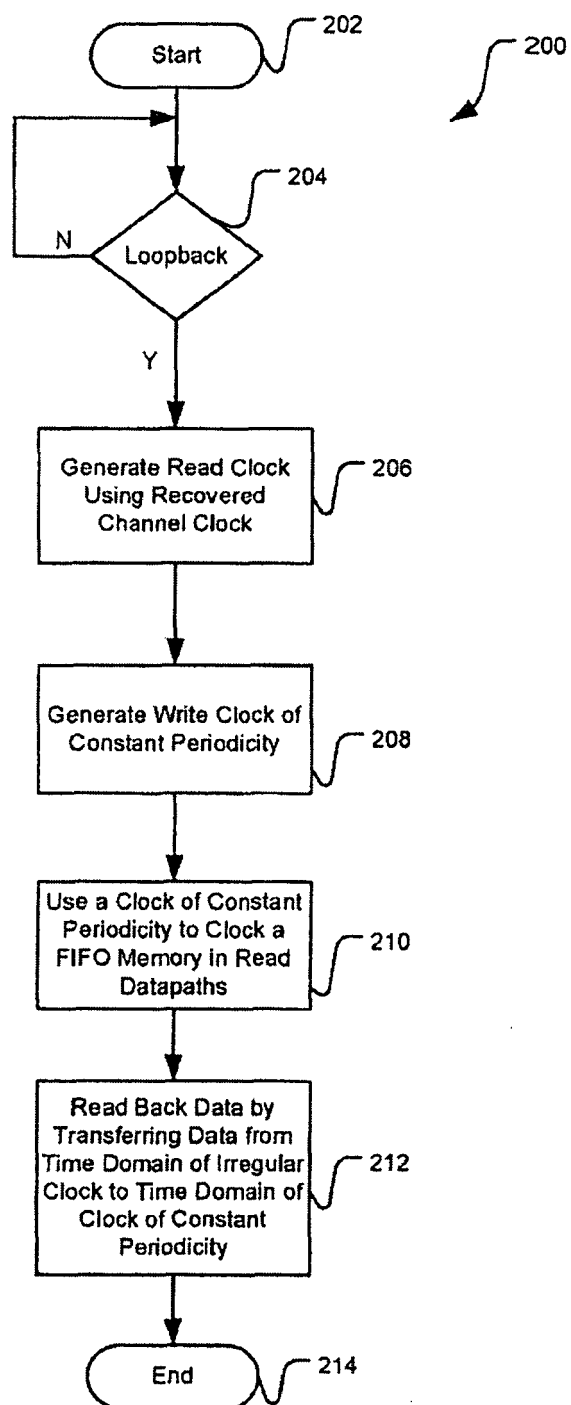 Start
202
200
204
Loopback
N
Y
Generate Read Clock
Using Recovered
Channel Clock
206
Generate Write Clock of
Constant Periodicity
208
Use a Clock of Constant
Periodicity to Clock a
FIFO Memory in Read
Datapaths
210
Read Back Data by
Transferring Data from
Time Domain of Irregular
Clock to Time Domain of
Clock of Constant
Periodicity
212
End
214